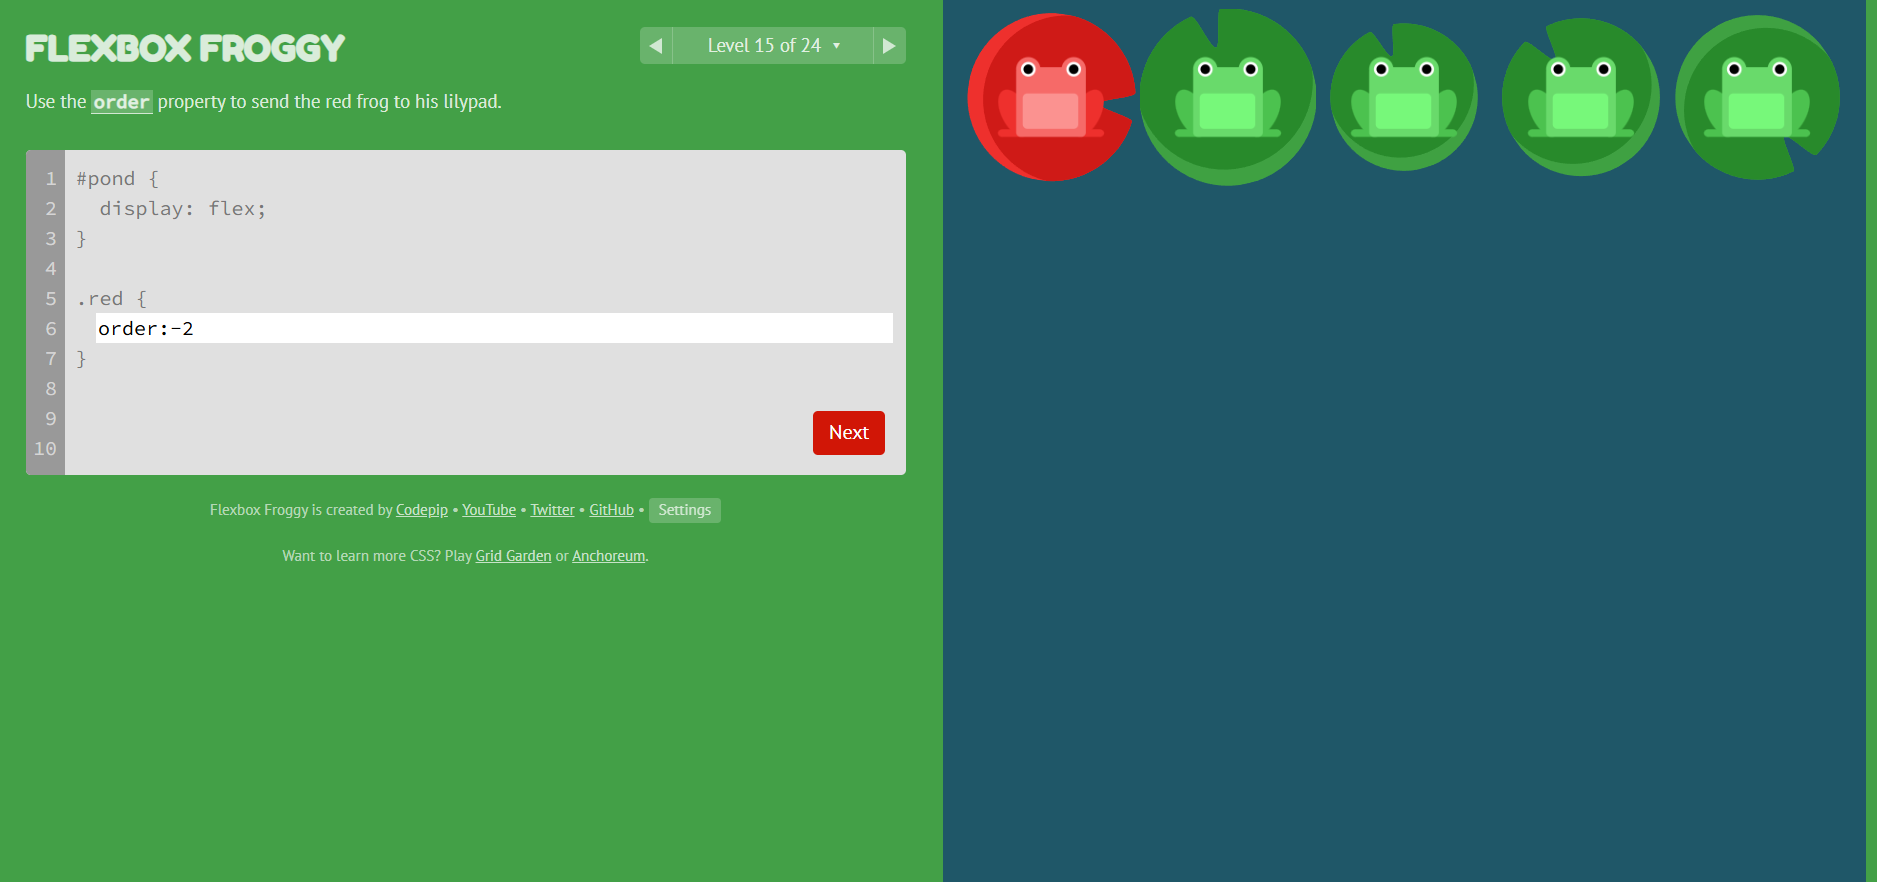 FLEXBOX FROGGY
◀ Level 15 of 24 ▾ ▶
Use the order property to send the red frog to his lilypad.
1 #pond {
2   display: flex;
3 }
4
5 .red {
6   order:-2
7 }
8
9
10
Next
Flexbox Froggy is created by Codepip • YouTube • Twitter • GitHub • Settings
Want to learn more CSS? Play Grid Garden or Anchoreum.